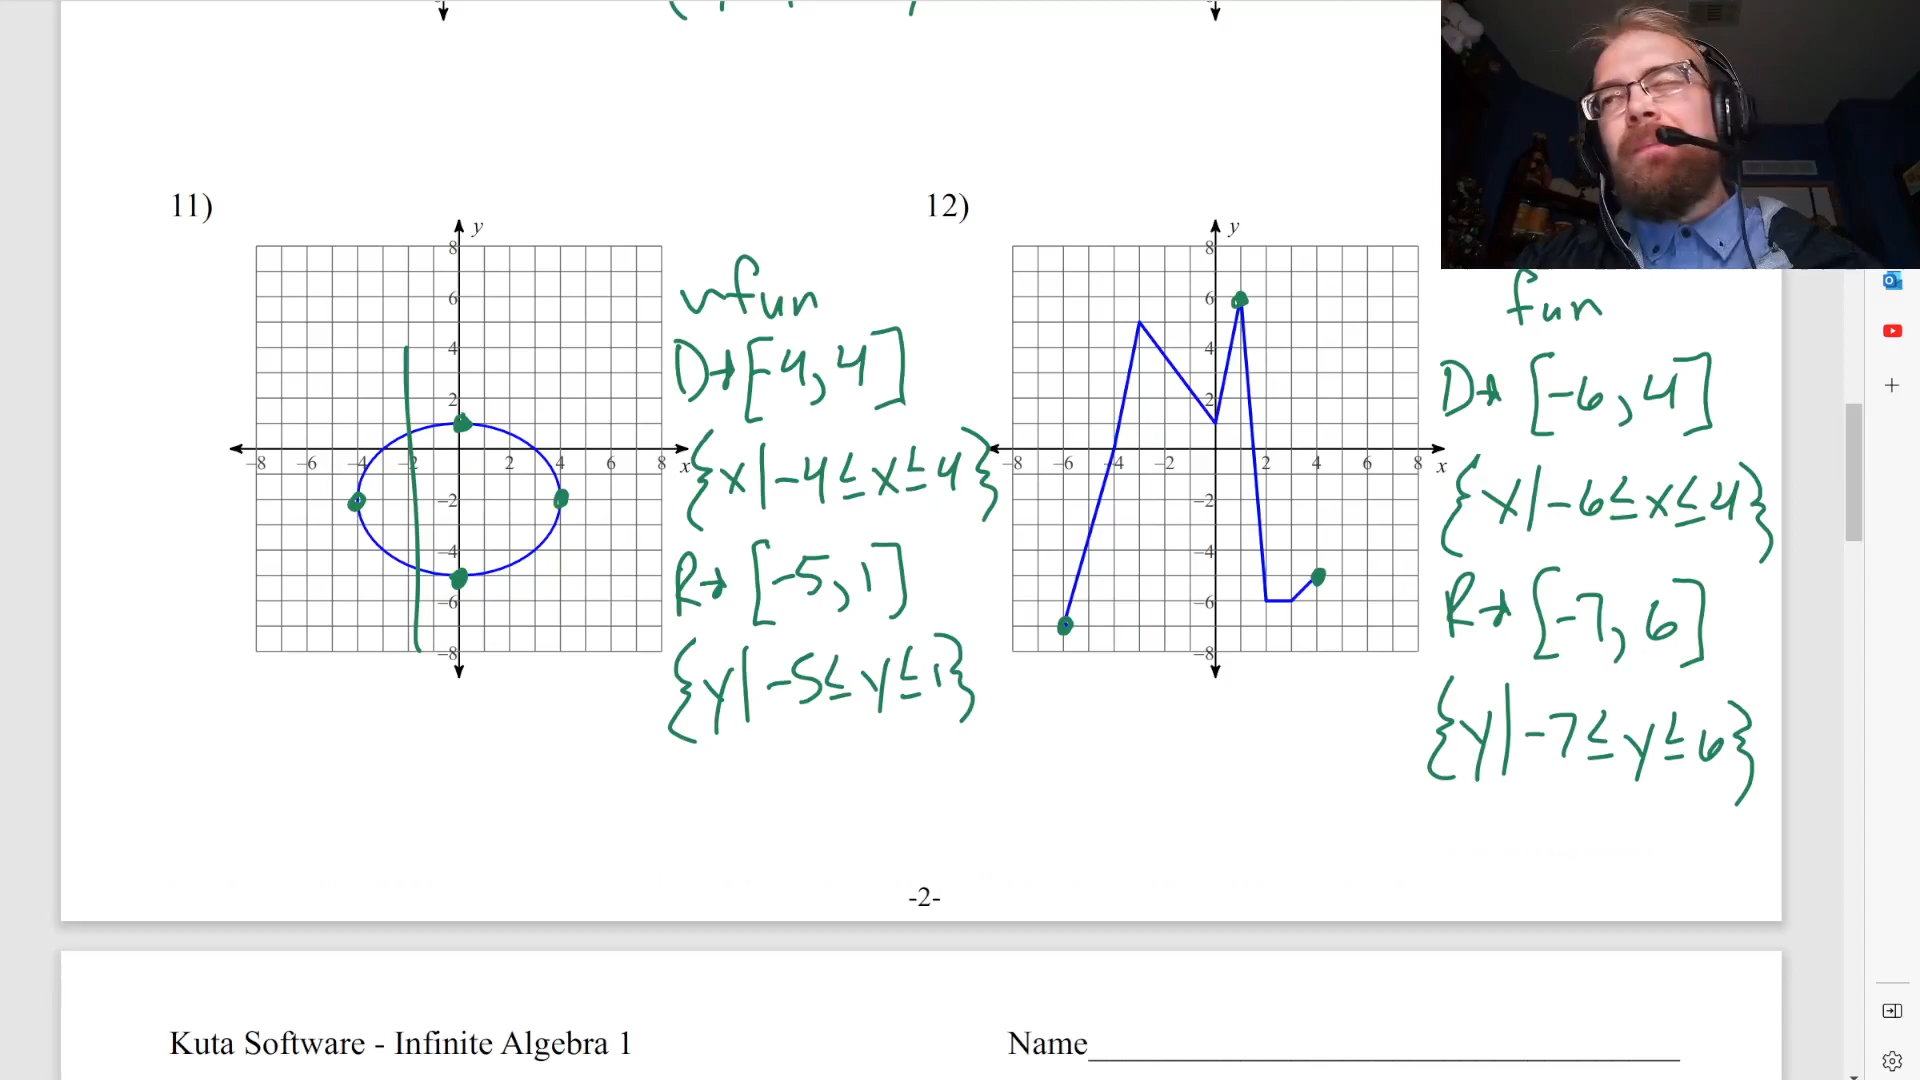 11)
y
8
6
4
2
-8 -6 -4 -2 2 4 6 8 x
-2
-4
-6
-8
~fun
D→[-4, 4]
{x|-4≤x≤4}
R→[-5, 1]
{y|-5≤y≤1}
12)
y
8
6
4
2
-8 -6 -4 -2 2 4 6 8 x
-2
-4
-6
-8
fun
D→[-6, 4]
{x|-6≤x≤4}
R→[-7, 6]
{y|-7≤y≤6}
-2-
Kuta Software - Infinite Algebra 1
Name